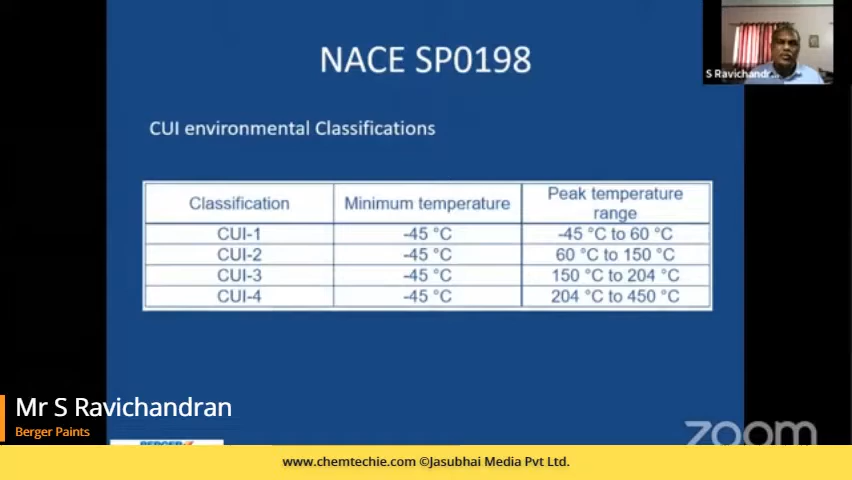 NACE SP0198
S Ravichandr...
CUI environmental Classifications
Classification Minimum temperature Peak temperature range
CUI-1 -45 °C -45 °C to 60 °C
CUI-2 -45 °C 60 °C to 150 °C
CUI-3 -45 °C 150 °C to 204 °C
CUI-4 -45 °C 204 °C to 450 °C
Mr S Ravichandran
Berger Paints
BERGER
zoom
www.chemtechie.com ©Jasubhai Media Pvt Ltd.